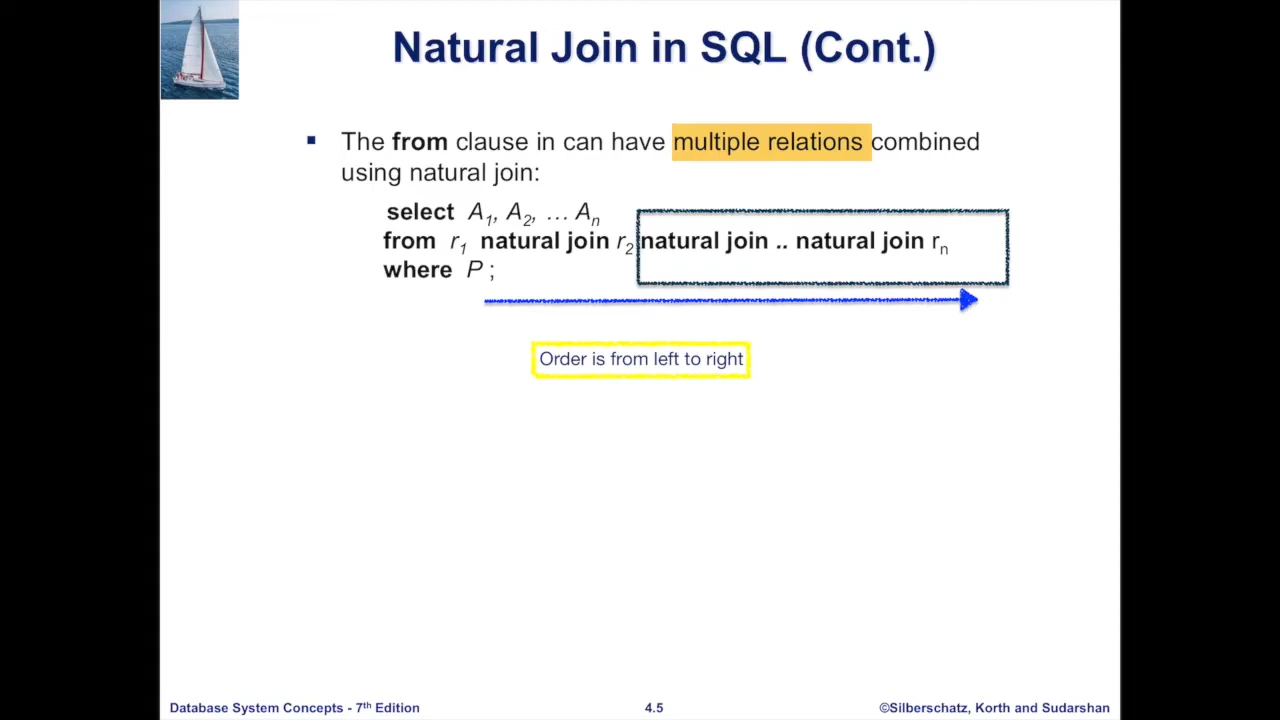 Natural Join in SQL (Cont.)
The from clause in can have multiple relations combined
using natural join:
select A1, A2, … An
from r1 natural join r2 natural join .. natural join rn
where P ;
Order is from left to right
Database System Concepts - 7th Edition 4.5 ©Silberschatz, Korth and Sudarshan